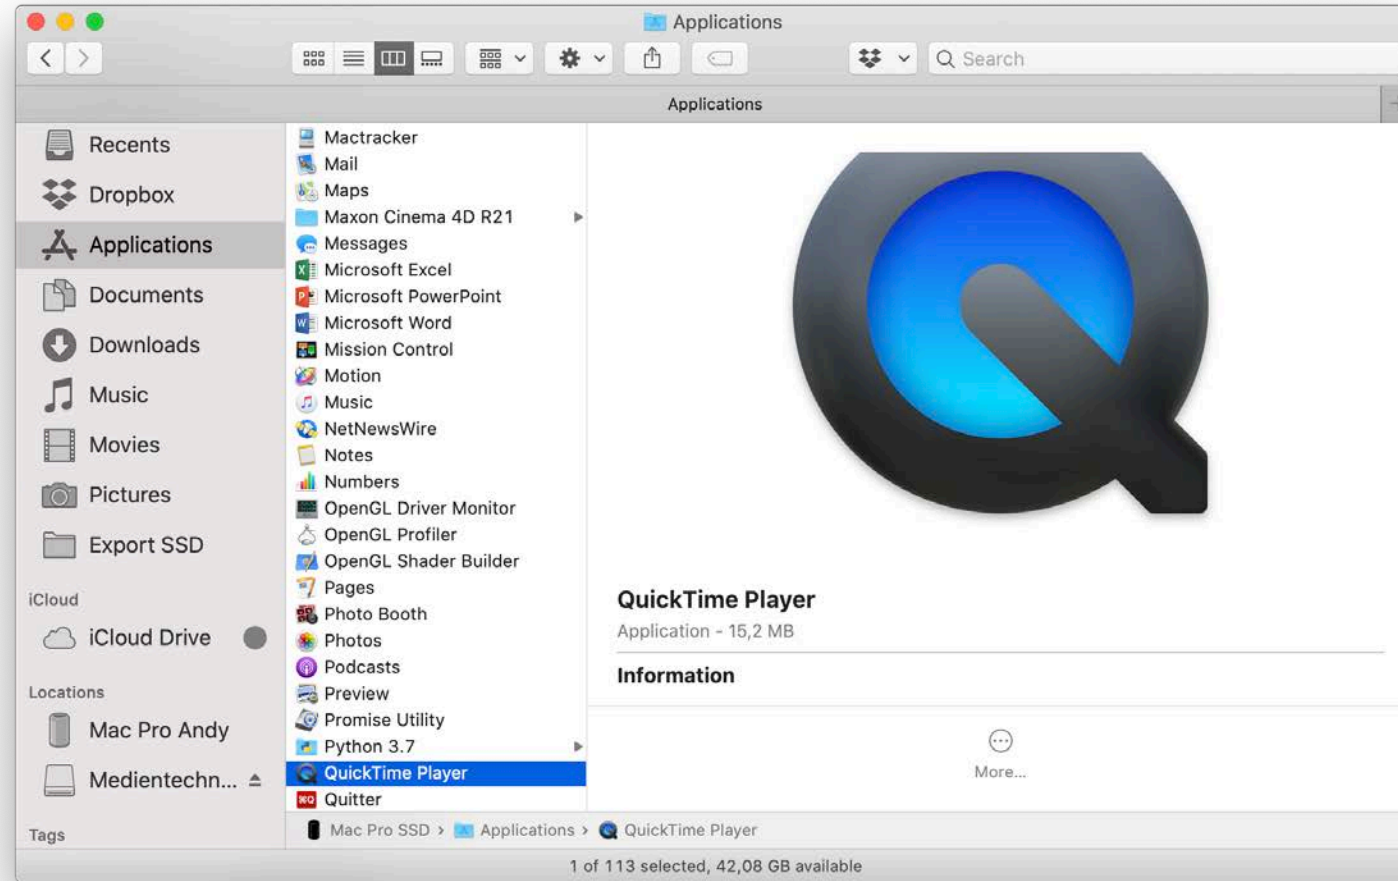 Applications
Search
Applications
Recents
Dropbox
Applications
Documents
Downloads
Music
Movies
Pictures
Export SSD
iCloud
iCloud Drive
Locations
Mac Pro Andy
Medientechn...
Tags
Mactracker
Mail
Maps
Maxon Cinema 4D R21
Messages
Microsoft Excel
Microsoft PowerPoint
Microsoft Word
Mission Control
Motion
Music
NetNewsWire
Notes
Numbers
OpenGL Driver Monitor
OpenGL Profiler
OpenGL Shader Builder
Pages
Photo Booth
Photos
Podcasts
Preview
Promise Utility
Python 3.7
QuickTime Player
Quitter
QuickTime Player
Application - 15,2 MB
Information
More...
Mac Pro SSD › Applications › QuickTime Player
1 of 113 selected, 42,08 GB available